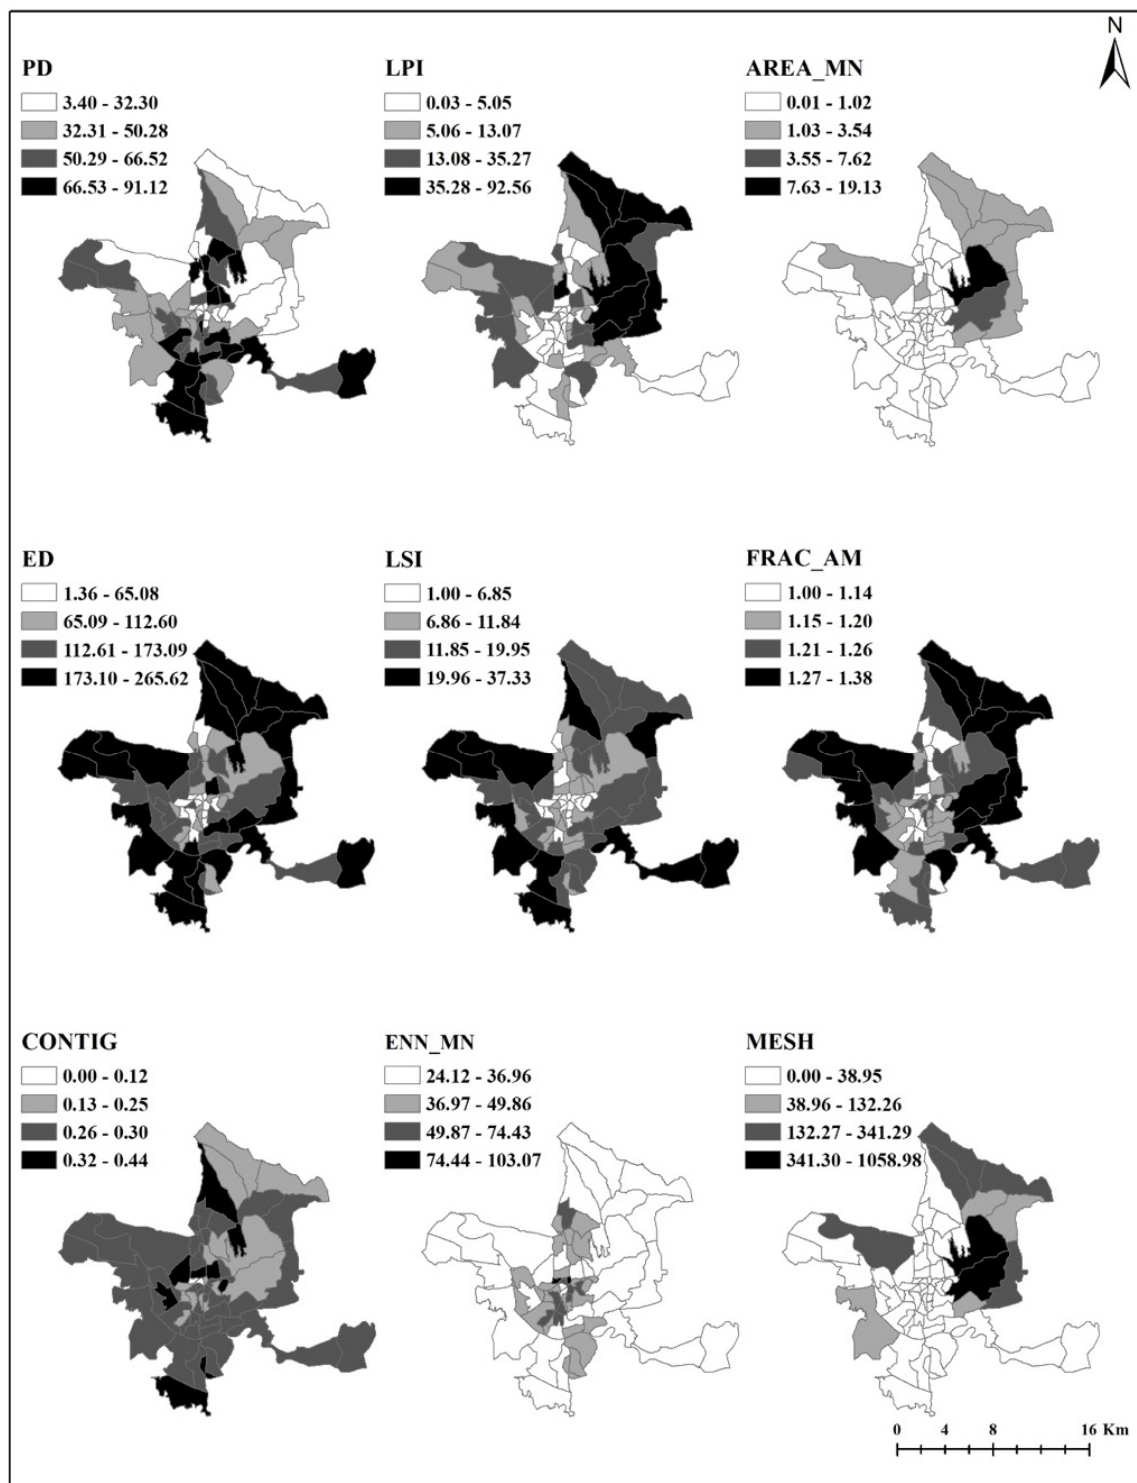 N
PD
3.40 - 32.30
32.31 - 50.28
50.29 - 66.52
66.53 - 91.12
LPI
0.03 - 5.05
5.06 - 13.07
13.08 - 35.27
35.28 - 92.56
AREA_MN
0.01 - 1.02
1.03 - 3.54
3.55 - 7.62
7.63 - 19.13
ED
1.36 - 65.08
65.09 - 112.60
112.61 - 173.09
173.10 - 265.62
LSI
1.00 - 6.85
6.86 - 11.84
11.85 - 19.95
19.96 - 37.33
FRAC_AM
1.00 - 1.14
1.15 - 1.20
1.21 - 1.26
1.27 - 1.38
CONTIG
0.00 - 0.12
0.13 - 0.25
0.26 - 0.30
0.32 - 0.44
ENN_MN
24.12 - 36.96
36.97 - 49.86
49.87 - 74.43
74.44 - 103.07
MESH
0.00 - 38.95
38.96 - 132.26
132.27 - 341.29
341.30 - 1058.98
0 4 8 16 Km